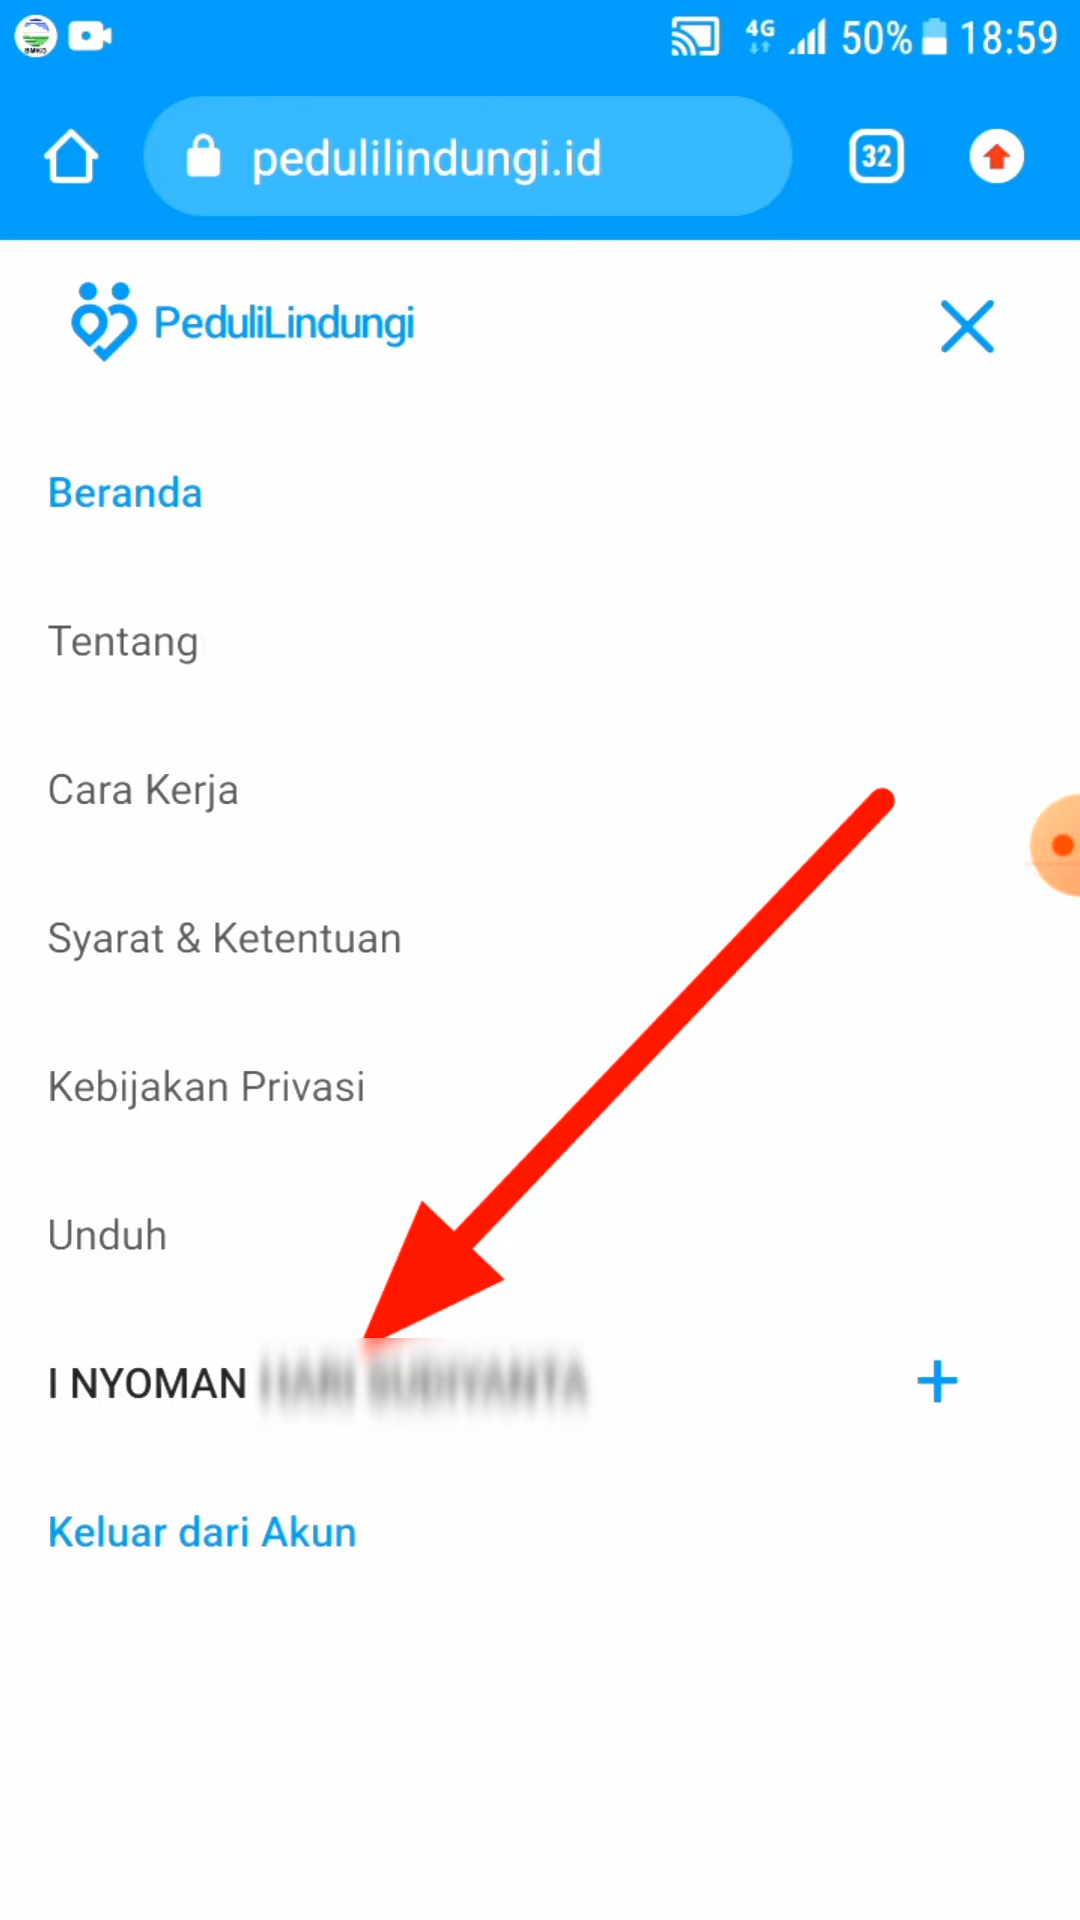 4G 50% 18:59
pedulilindungi.id 32
PeduliLindungi
Beranda
Tentang
Cara Kerja
Syarat & Ketentuan
Kebijakan Privasi
Unduh
I NYOMAN
Keluar dari Akun